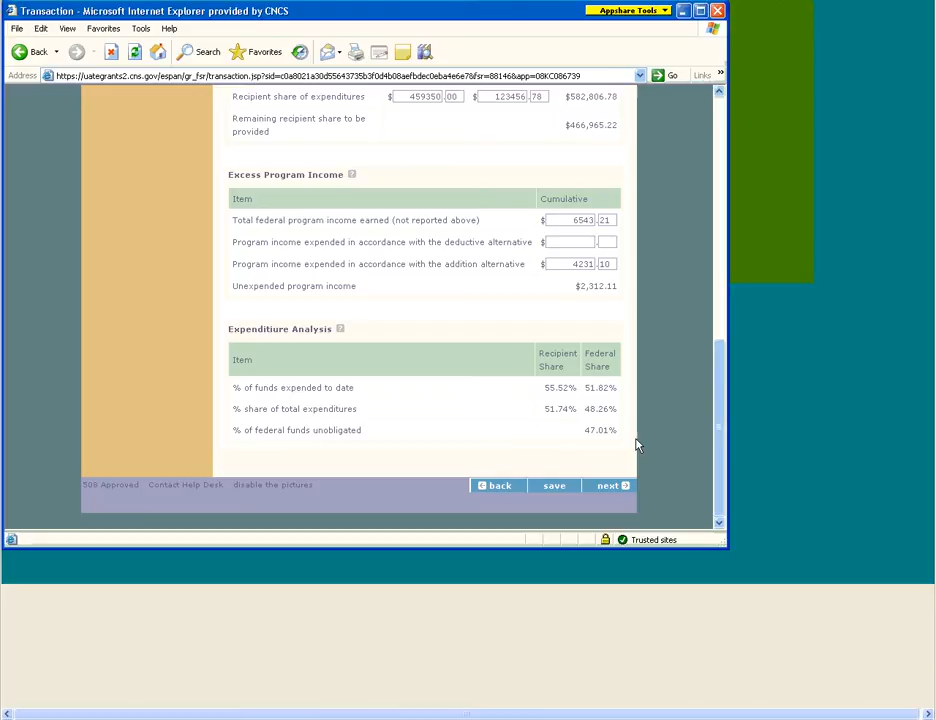 Transaction - Microsoft Internet Explorer provided by CNCS
Appshare Tools
File Edit View Favorites Tools Help
Back Search Favorites
Address https://uategrants2.cns.gov/espan/gr_fsr/transaction.jsp?sid=c0a8021a30d55643735b3f0d4b08aefbdec0eba4e6e7&fsr=88146&app=08KC086739 Go Links »
Recipient share of expenditures $ 459350.00 $ 123456.78 $582,806.78
Remaining recipient share to be
provided $466,965.22
Excess Program Income ?
Item Cumulative
Total federal program income earned (not reported above) $ 6543.21
Program income expended in accordance with the deductive alternative $ .
Program income expended in accordance with the addition alternative $ 4231.10
Unexpended program income $2,312.11
Expenditiure Analysis ?
Item Recipient Share Federal Share
% of funds expended to date 55.52% 51.82%
% share of total expenditures 51.74% 48.26%
% of federal funds unobligated 47.01%
508 Approved Contact Help Desk disable the pictures back save next
Trusted sites